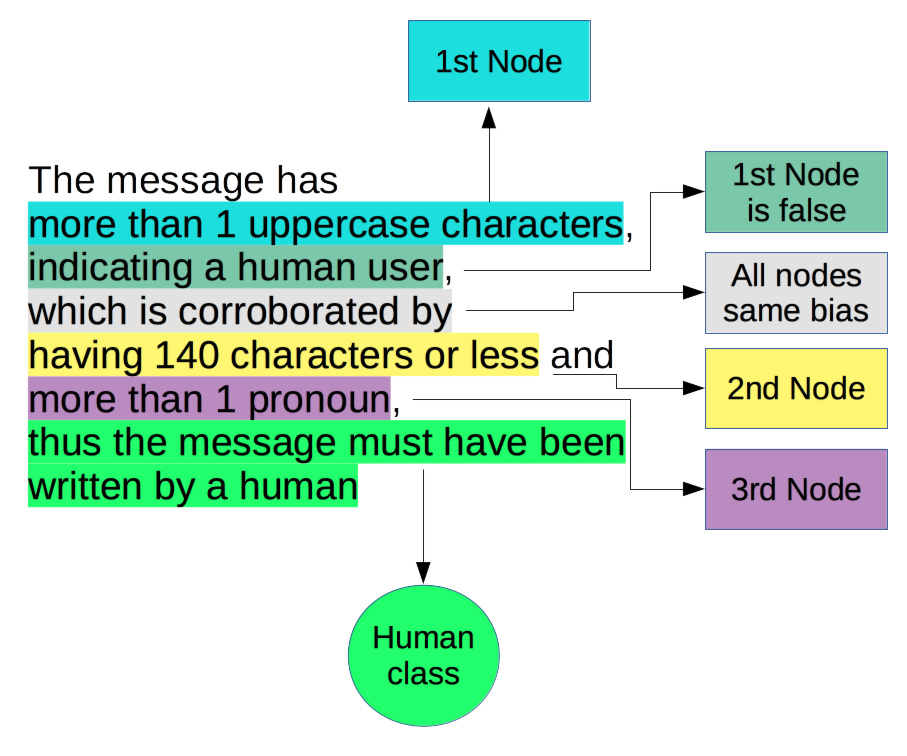 1st Node
The message has
more than 1 uppercase characters,
indicating a human user,
which is corroborated by
having 140 characters or less and
more than 1 pronoun,
thus the message must have been
written by a human
1st Node
is false
All nodes
same bias
2nd Node
3rd Node
Human
class